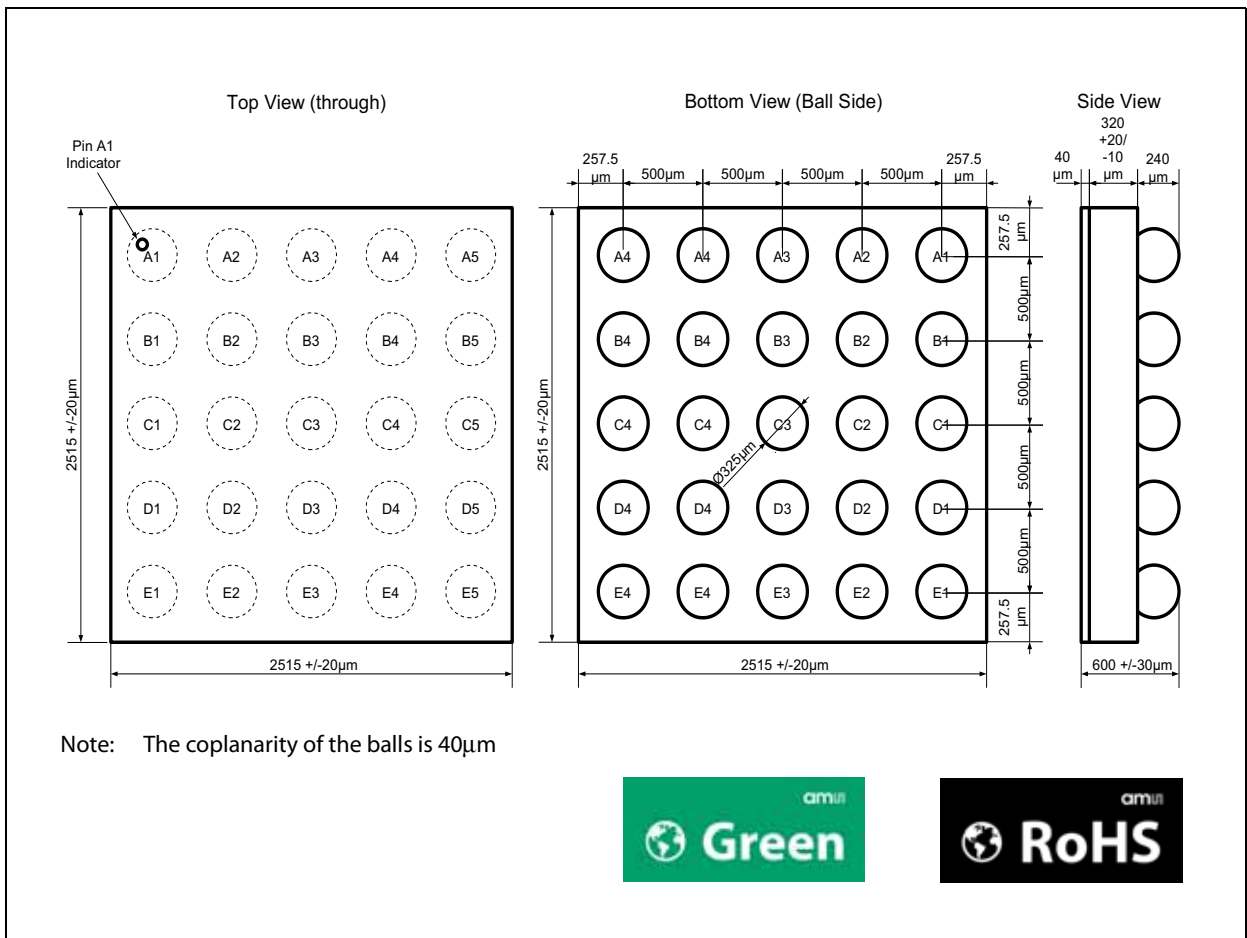 Top View (through)
Bottom View (Ball Side)
Side View
Pin A1
Indicator
257.5
µm
500µm
500µm
500µm
500µm
257.5
µm
40
µm
320
+20/
-10
µm
240
µm
A1 A2 A3 A4 A5
B1 B2 B3 B4 B5
C1 C2 C3 C4 C5
D1 D2 D3 D4 D5
E1 E2 E3 E4 E5
2515 +/-20µm
2515 +/-20µm
A4 A4 A3 A2 A1
B4 B4 B3 B2 B1
C4 C4 C3 C2 C1
D4 D4 D3 D2 D1
E4 E4 E3 E2 E1
Ø325µm
2515 +/-20µm
2515 +/-20µm
257.5
µm
500µm
500µm
500µm
500µm
257.5
µm
600 +/-30µm
Note: The coplanarity of the balls is 40µm
amu
Green
amu
RoHS